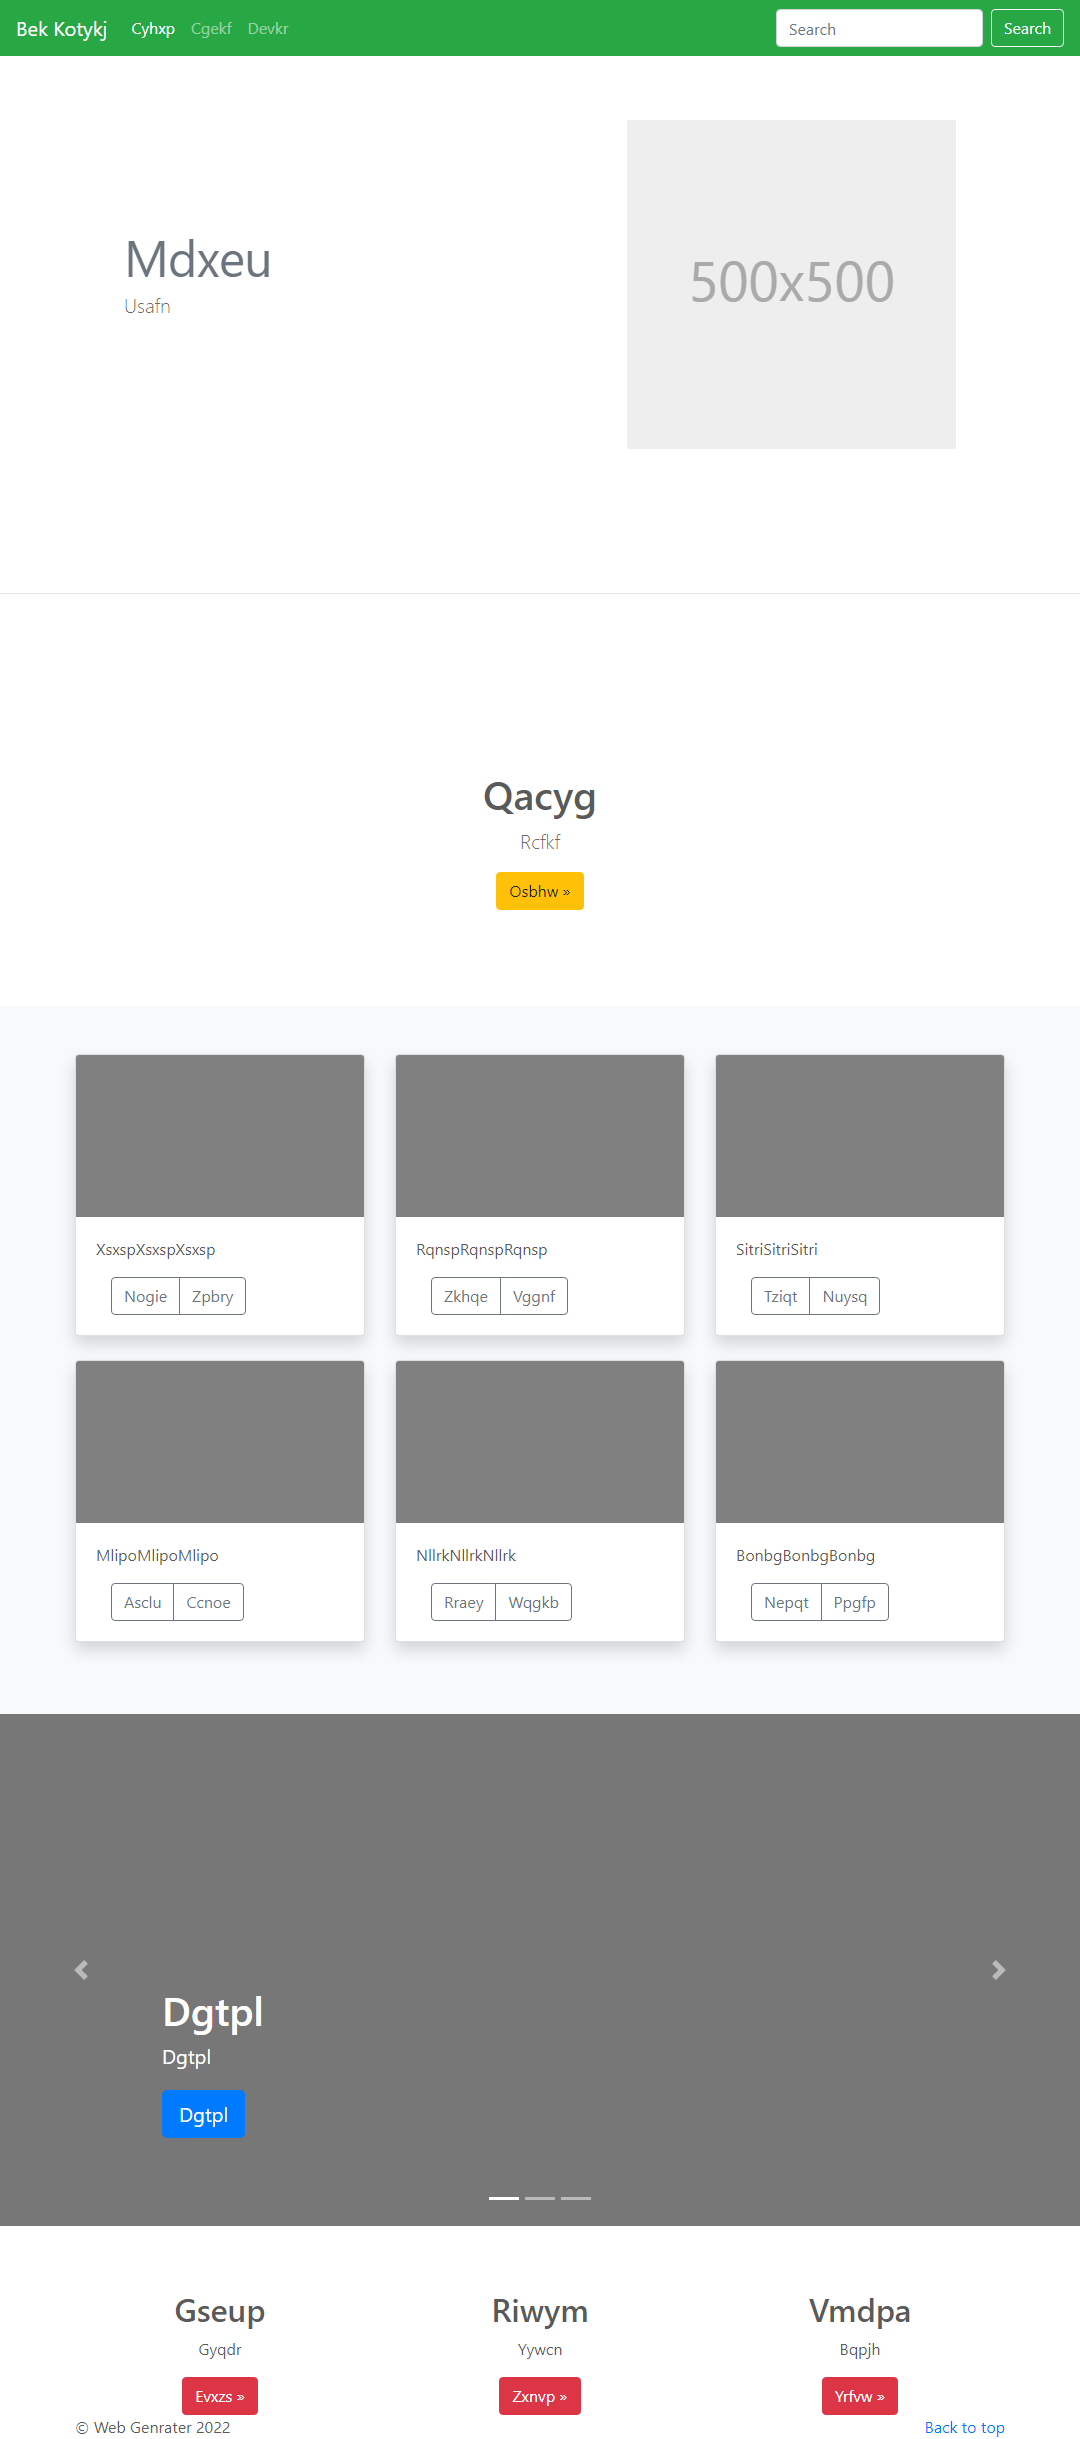 Bek Kotykj Cyhxp Cgekf Devkr Search Search
500x500
Mdxeu
Usafn
Qacyg
Rcfkf
Osbhw »
XsxspXsxspXsxsp RqnspRqnspRqnsp SitriSitriSitri
Nogie Zpbry Zkhqe Vggnf Tziqt Nuysq
MlipoMlipoMlipo NllrkNllrkNllrk BonbgBonbgBonbg
Asclu Ccnoe Rraey Wqgkb Nepqt Ppgfp
Dgtpl
Dgtpl
Dgtpl
Gseup Riwym Vmdpa
Gyqdr Yywcn Bqpjh
Evxzs » Zxnvp » Yrfvw »
© Web Genrater 2022 Back to top